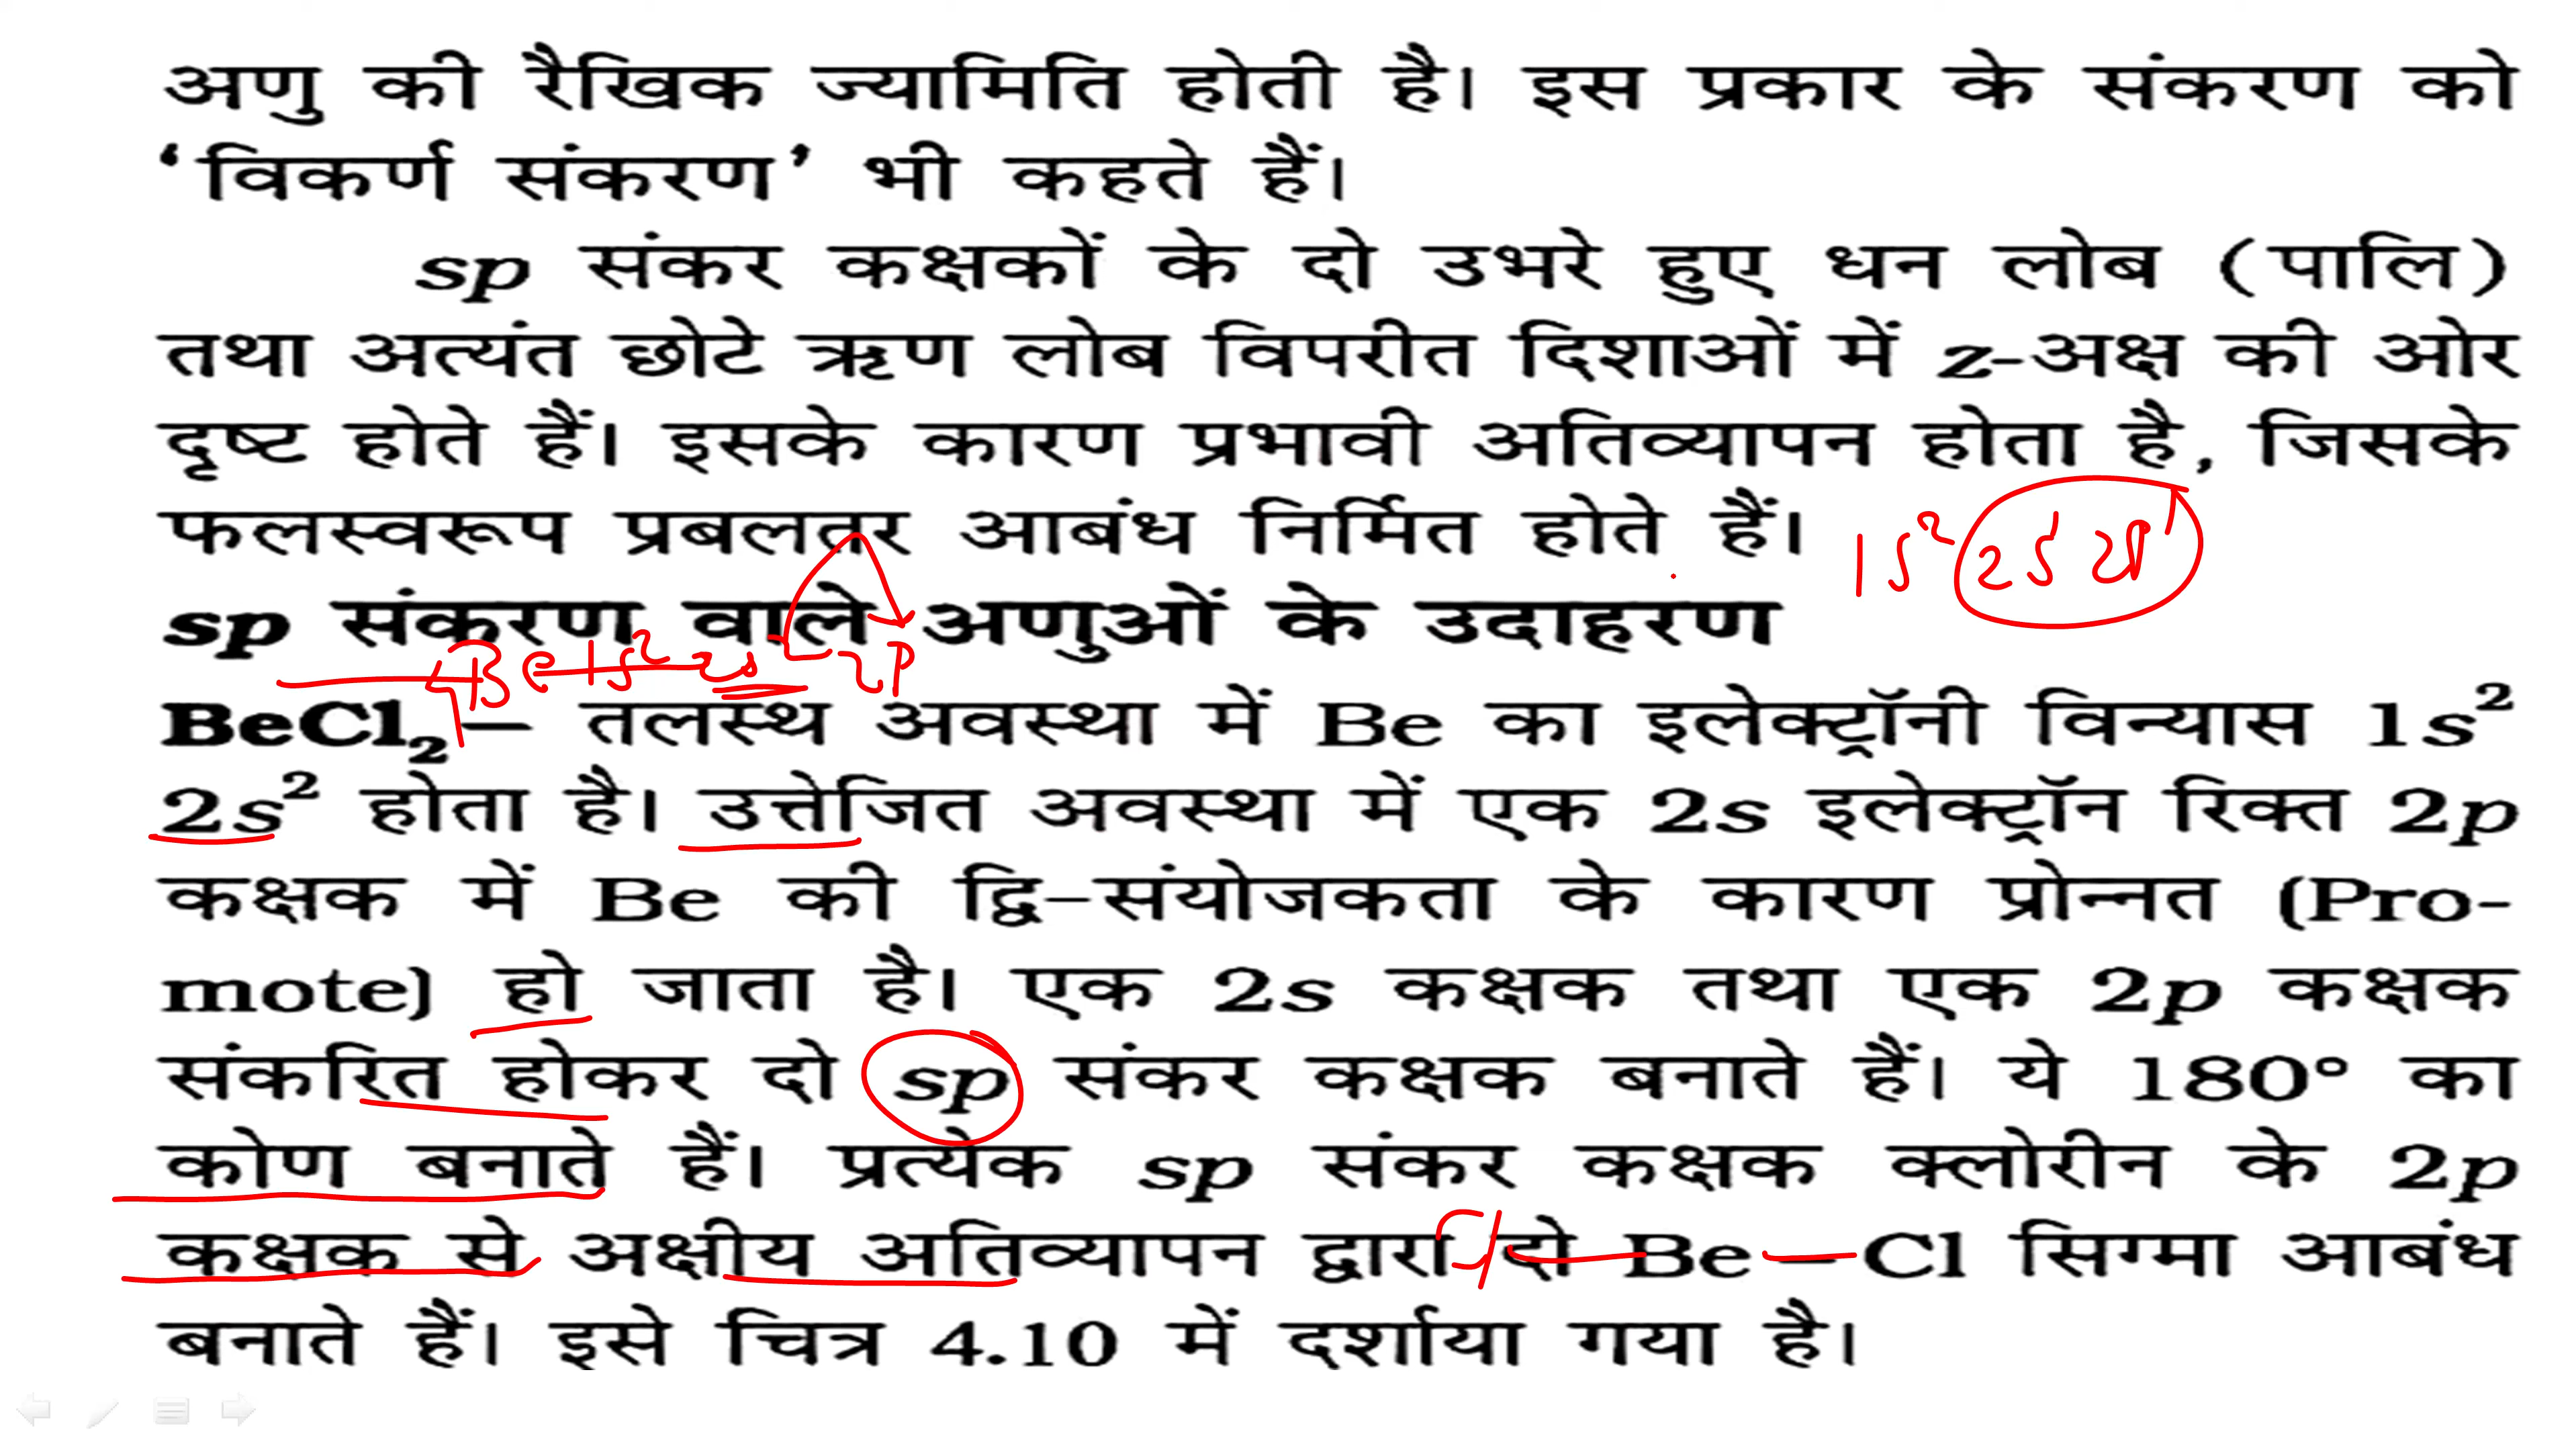 अणु की रैखिक ज्यामिति होती है। इस प्रकार के संकरण को
‘विकर्ण संकरण’ भी कहते हैं।
sp संकर कक्षकों के दो उभरे हुए धन लोब (पालि)
तथा अत्यंत छोटे ऋण लोब विपरीत दिशाओं में z-अक्ष की ओर
दृष्ट होते हैं। इसके कारण प्रभावी अतिव्यापन होता है, जिसके
फलस्वरूप प्रबलतर आबंध निर्मित होते हैं।
1s² 2s¹ 2p¹
sp संकरण वाले अणुओं के उदाहरण
4Be 1s² 2s 2p
BeCl₂– तलस्थ अवस्था में Be का इलेक्ट्रॉनी विन्यास 1s²
2s² होता है। उत्तेजित अवस्था में एक 2s इलेक्ट्रॉन रिक्त 2p
कक्षक में Be की द्वि-संयोजकता के कारण प्रोन्नत (Pro-
mote) हो जाता है। एक 2s कक्षक तथा एक 2p कक्षक
संकरित होकर दो sp संकर कक्षक बनाते हैं। ये 180° का
कोण बनाते हैं। प्रत्येक sp संकर कक्षक क्लोरीन के 2p
कक्षक से अक्षीय अतिव्यापन द्वारा दो Be – Cl सिग्मा आबंध
बनाते हैं। इसे चित्र 4.10 में दर्शाया गया है।